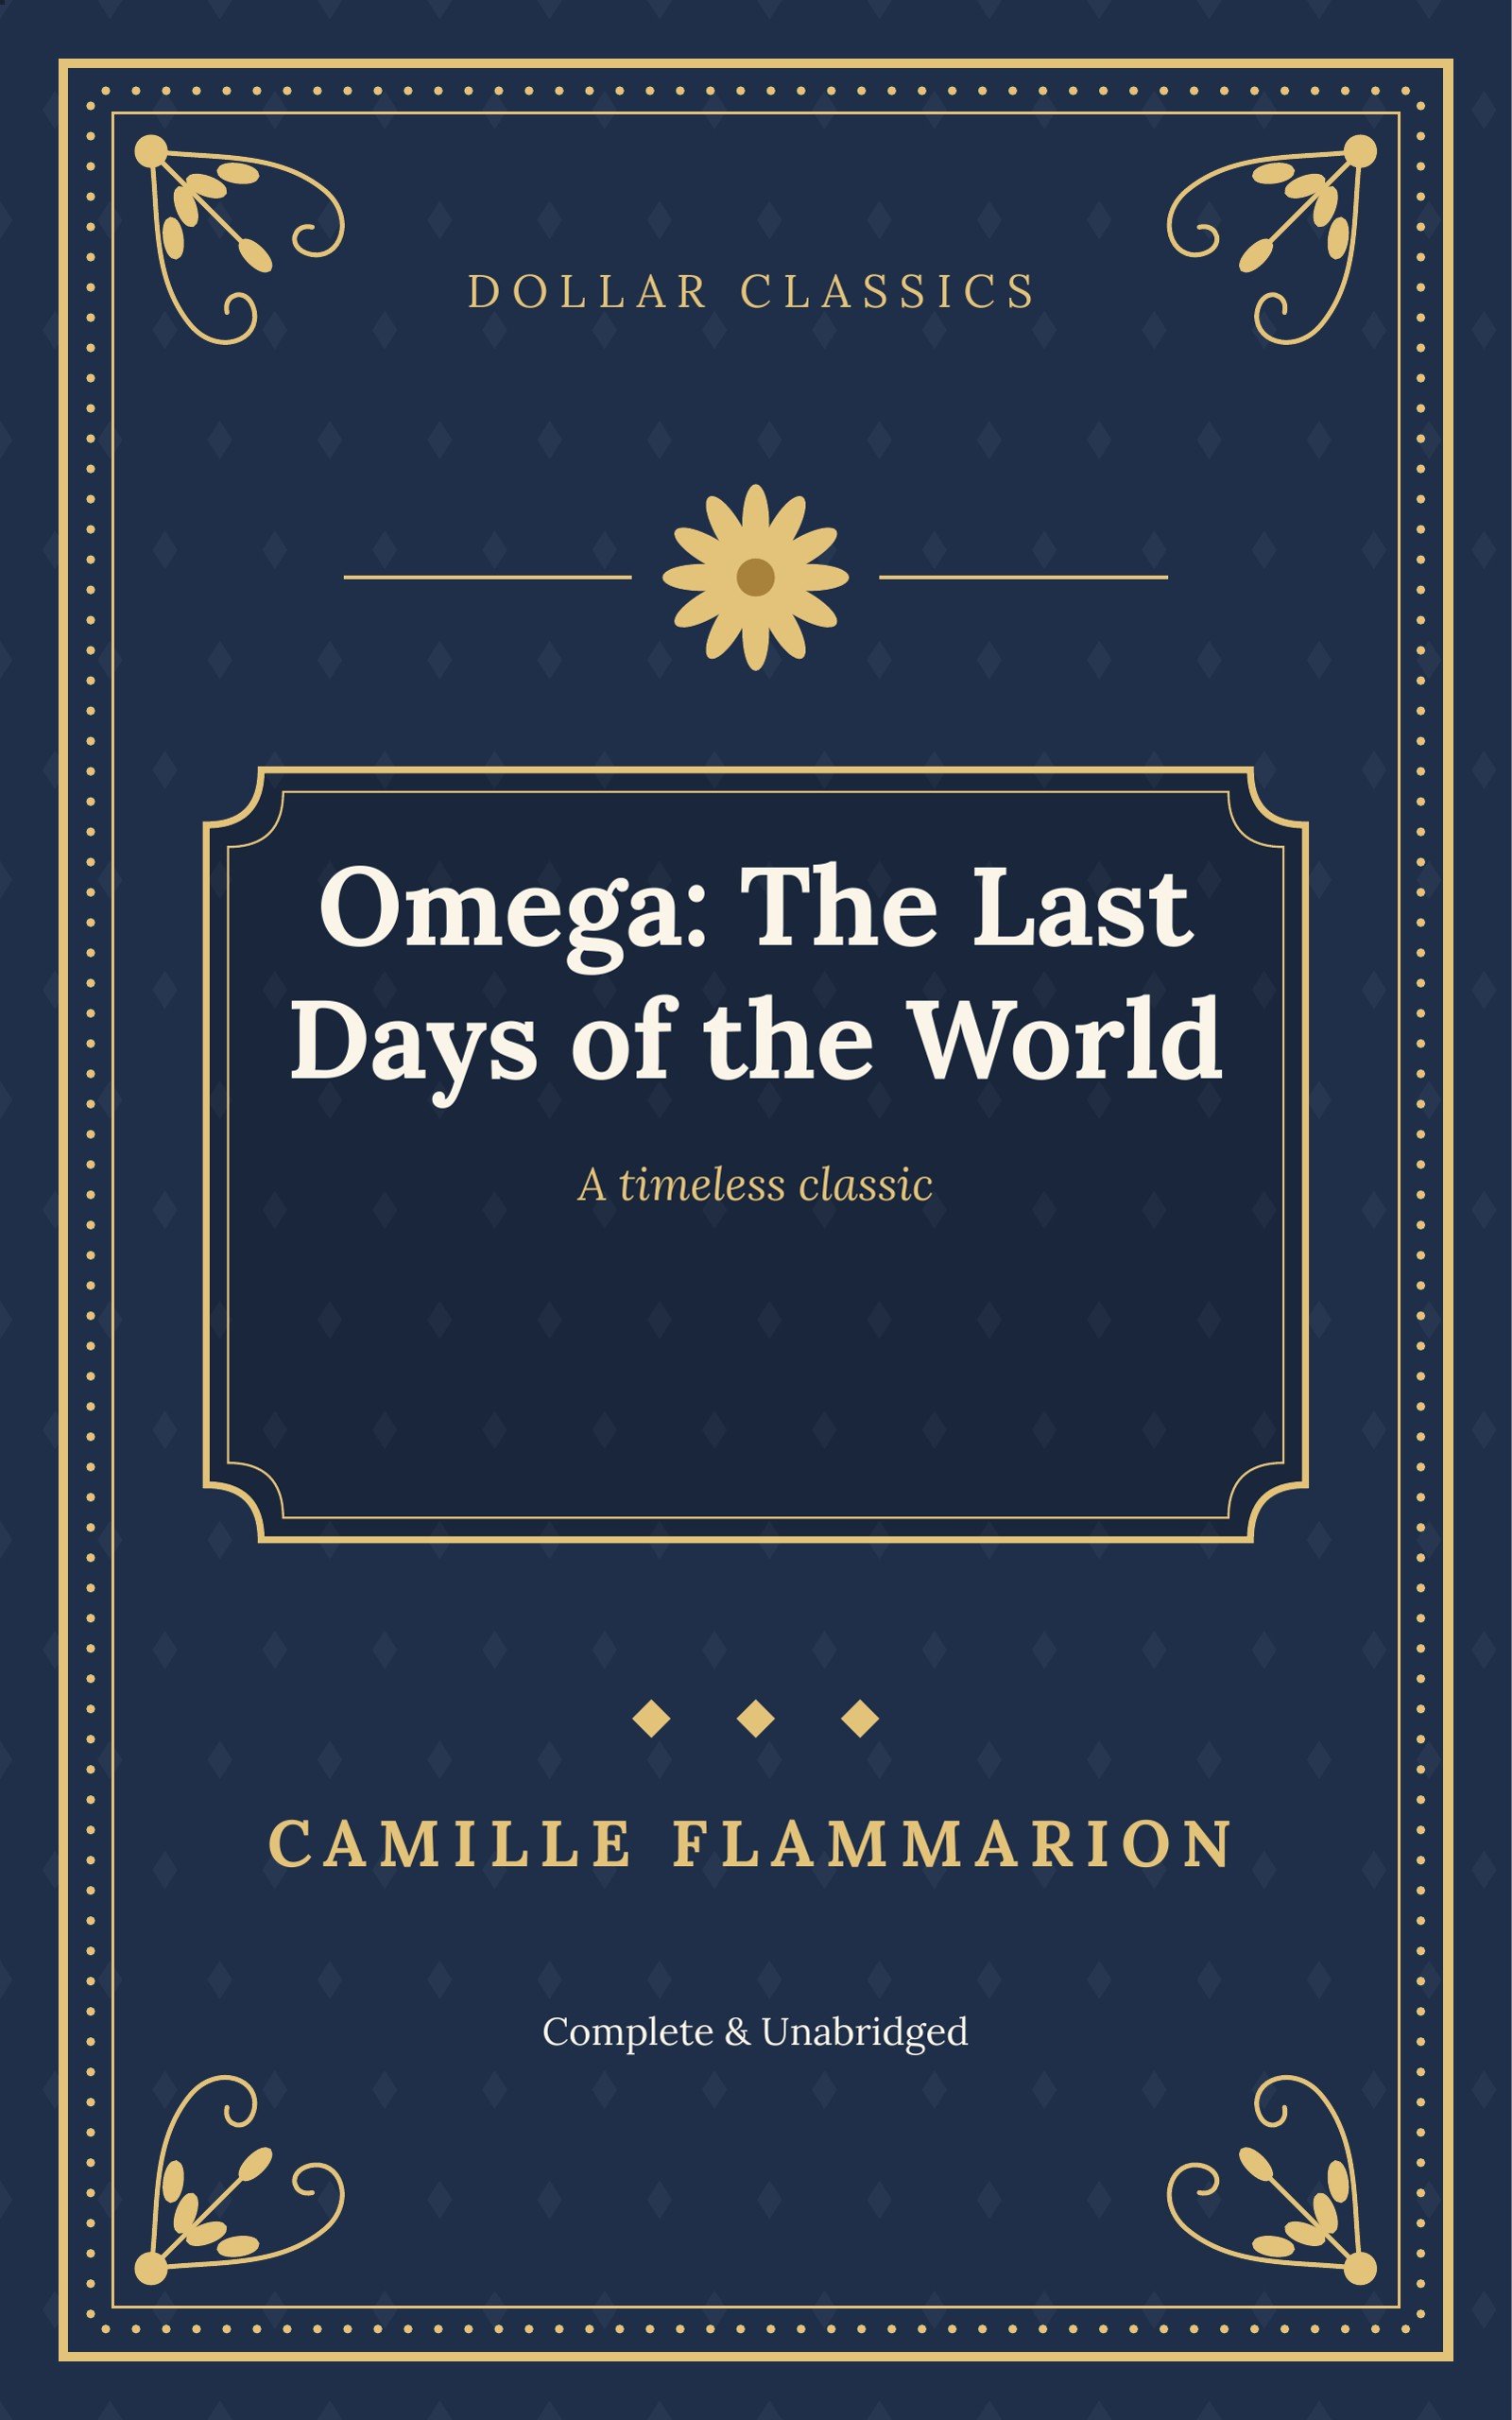 DOLLAR CLASSICS
Omega: The Last
Days of the World
A timeless classic
CAMILLE FLAMMARION
Complete & Unabridged